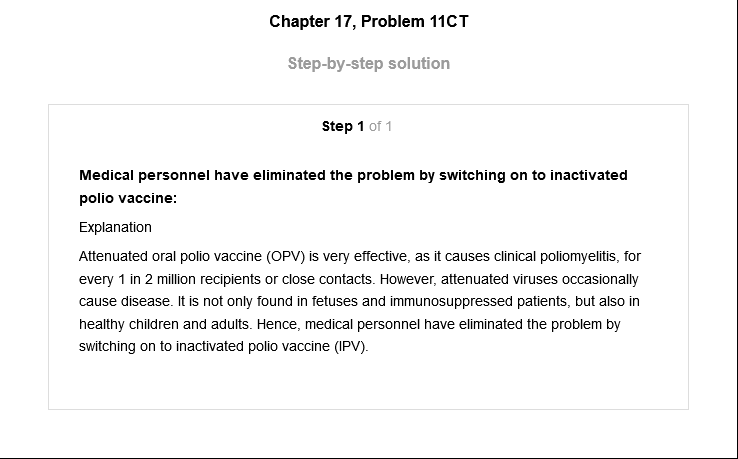 Chapter 17, Problem 11CT
Step-by-step solution
Step 1 of 1
Medical personnel have eliminated the problem by switching on to inactivated
polio vaccine:
Explanation
Attenuated oral polio vaccine (OPV) is very effective, as it causes clinical poliomyelitis, for
every 1 in 2 million recipients or close contacts. However, attenuated viruses occasionally
cause disease. It is not only found in fetuses and immunosuppressed patients, but also in
healthy children and adults. Hence, medical personnel have eliminated the problem by
switching on to inactivated polio vaccine (IPV).